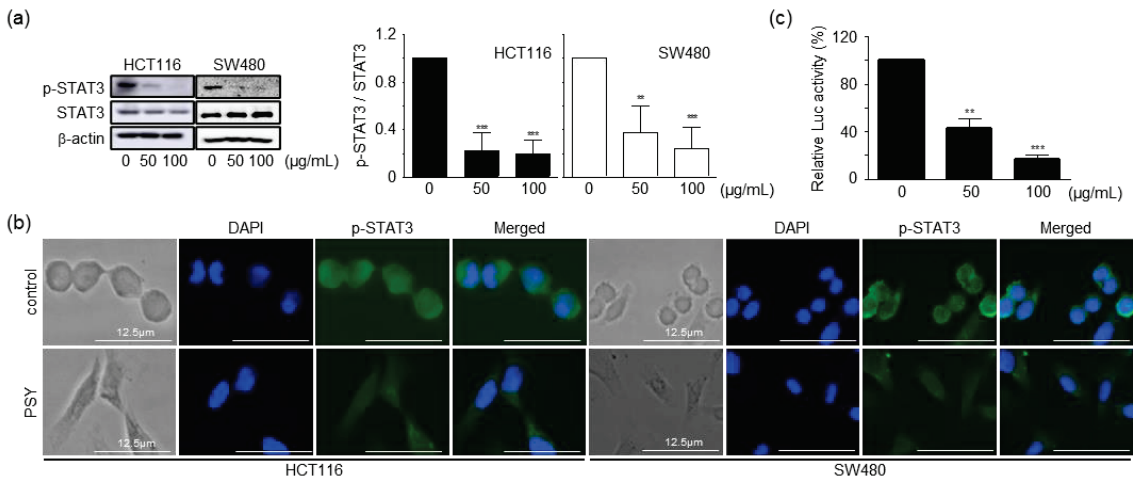 (a)
HCT116 SW480
p-STAT3
STAT3
β-actin
0 50 100 0 50 100 (µg/mL)
p-STAT3 / STAT3
1.2
0.8
0.4
0
HCT116
*** ***
0 50 100
SW480
** ***
0 50 100 (µg/mL)
(c)
Relative Luc activity (%)
120
80
40
0
** ***
0 50 100 (µg/mL)
(b)
DAPI p-STAT3 Merged DAPI p-STAT3 Merged
control
12.5µm 12.5µm
PSY
12.5µm 12.5µm
HCT116 SW480